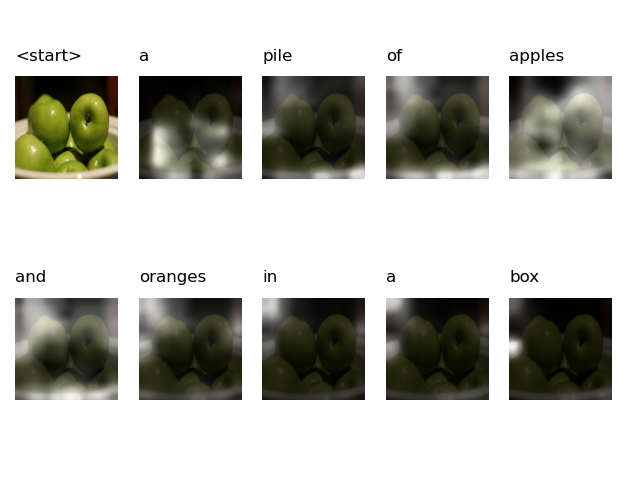 <start> a pile of apples
and oranges in a box